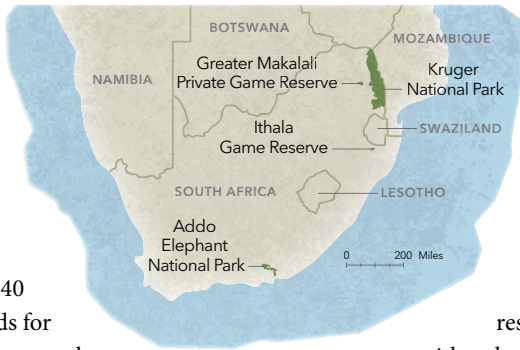 BOTSWANA
MOZAMBIQUE
Greater Makalali
Private Game Reserve
Kruger
National Park
NAMIBIA
Ithala
Game Reserve
SWAZILAND
SOUTH AFRICA
LESOTHO
Addo
Elephant
National Park
0 200 Miles
40
ds for
res